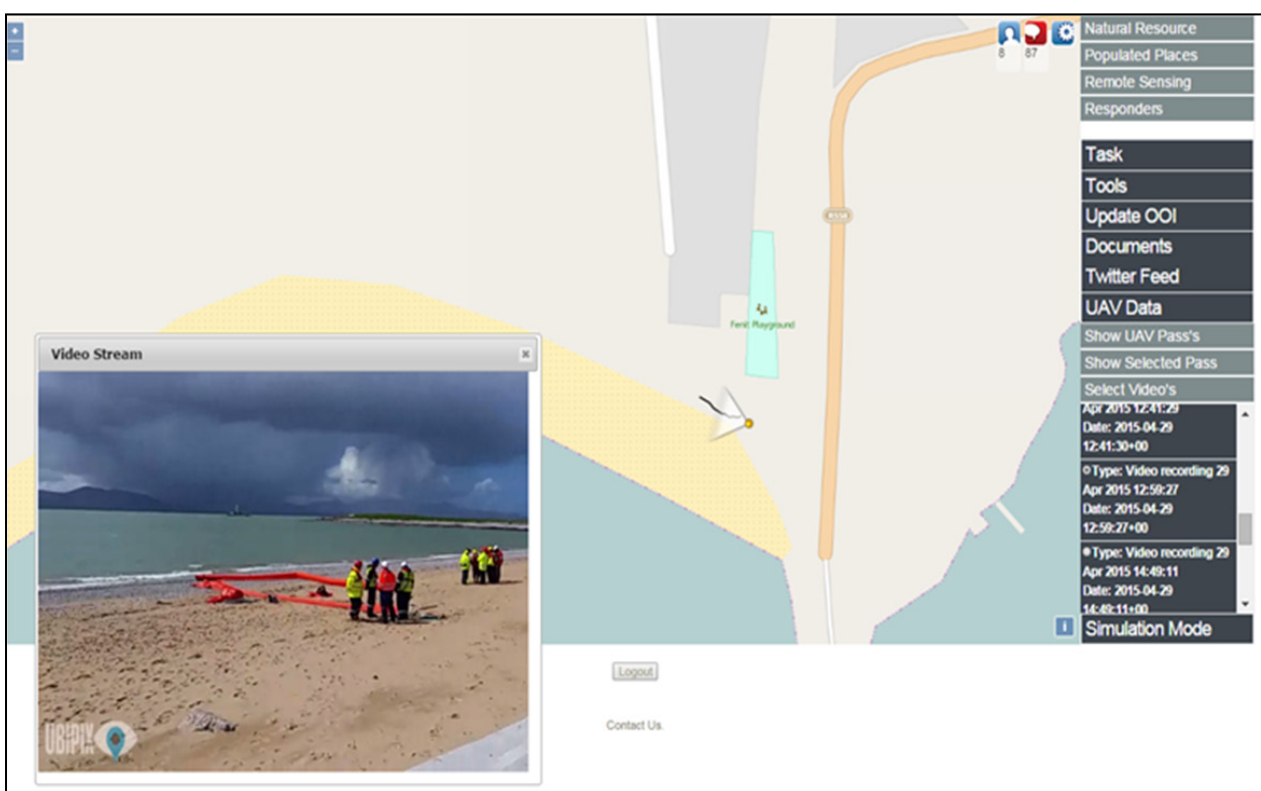 +
-
8 87
Natural Resource
Populated Places
Remote Sensing
Responders
Task
Tools
Update OOI
Documents
Twitter Feed
UAV Data
Show UAV Pass's
Show Selected Pass
Select Video's
Apr 2015 12:41:29
Date: 2015-04-29
12:41:30+00
Type: Video recording 29
Apr 2015 12:59:27
Date: 2015-04-29
12:59:27+00
Type: Video recording 29
Apr 2015 14:49:11
Date: 2015-04-29
14:49:11+00
Simulation Mode
R558
Fenit Playground
Video Stream
x
UBIPIX
i
Logout
Contact Us.